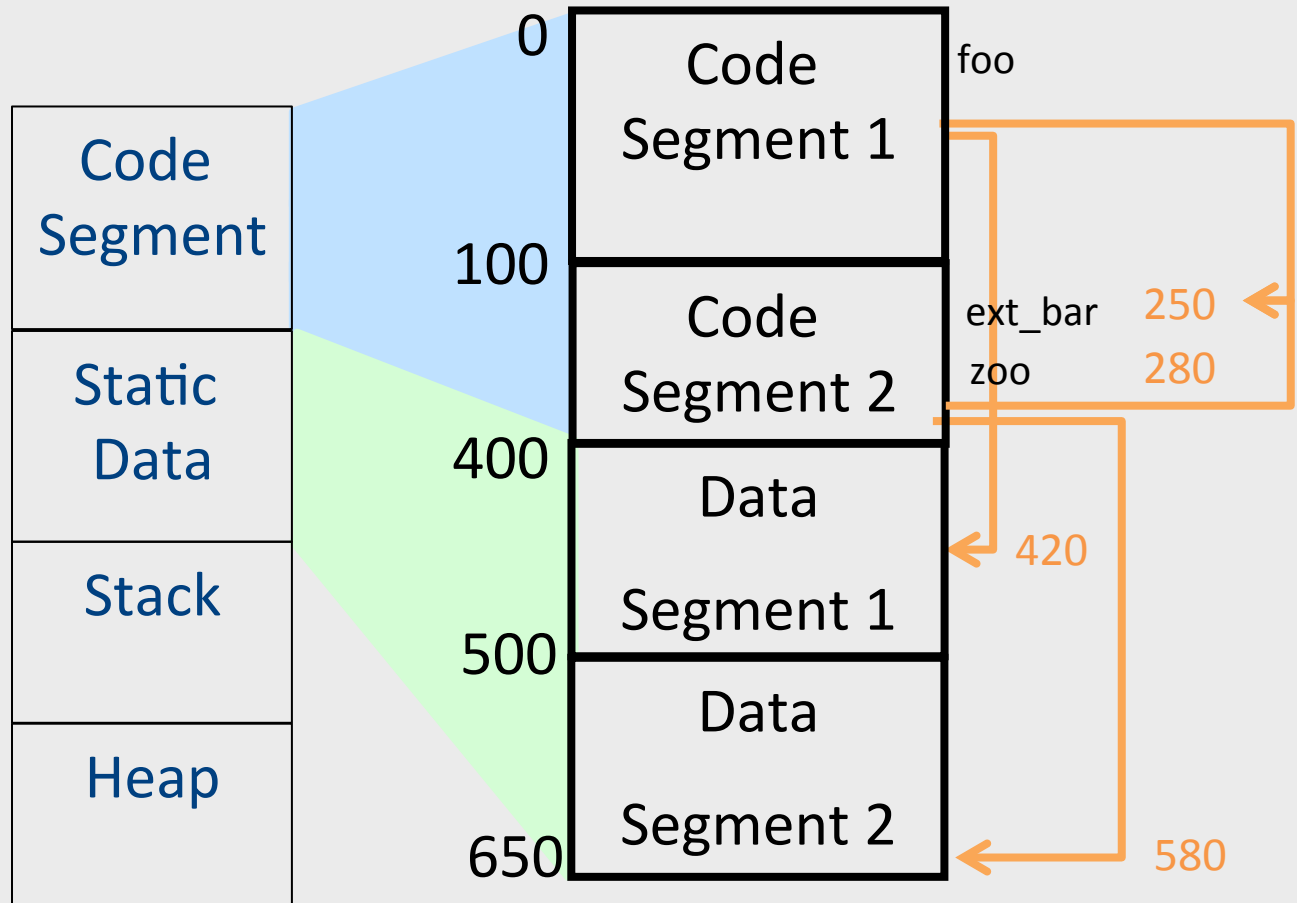 Code
Segment
Static
Data
Stack
Heap
0
100
400
500
650
Code
Segment 1
Code
Segment 2
Data
Segment 1
Data
Segment 2
foo
ext_bar 250
zoo 280
420
580